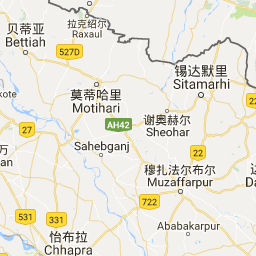 贝蒂亚
Bettiah
拉克绍尔
Raxaul
527D
锡达默里
Sitamarhi
莫蒂哈里
Motihari
谢奥赫尔
Sheohar
AH42
27
22
Sahebganj
穆扎法尔布尔
Muzaffarpur
22
722
531
331
怡布拉
Chhapra
Ababakarpur